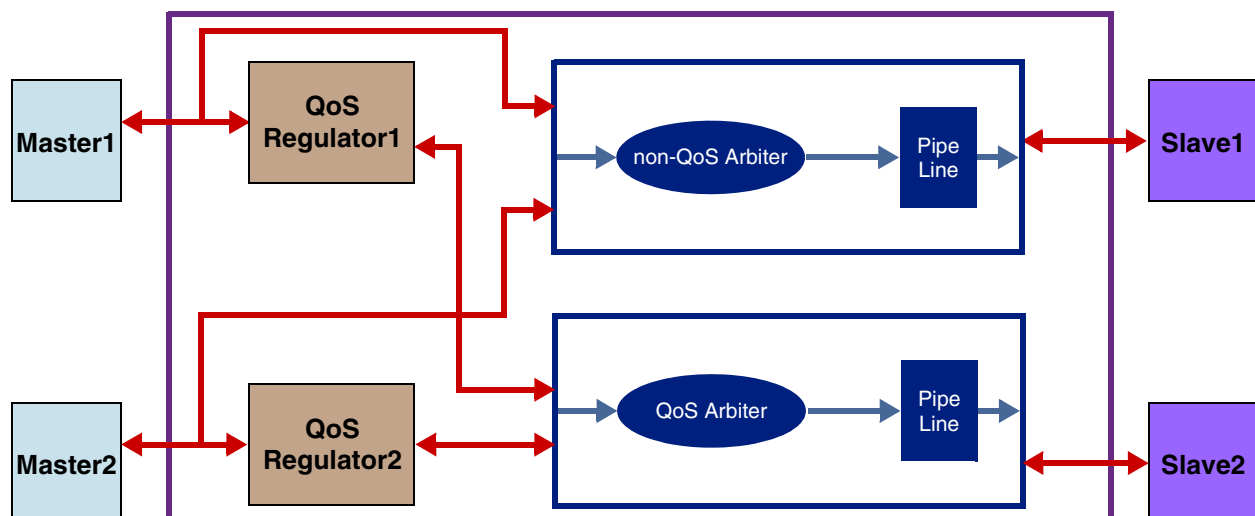 Master1
QoS
Regulator1
non-QoS Arbiter
Pipe
Line
Slave1
Master2
QoS
Regulator2
QoS Arbiter
Pipe
Line
Slave2